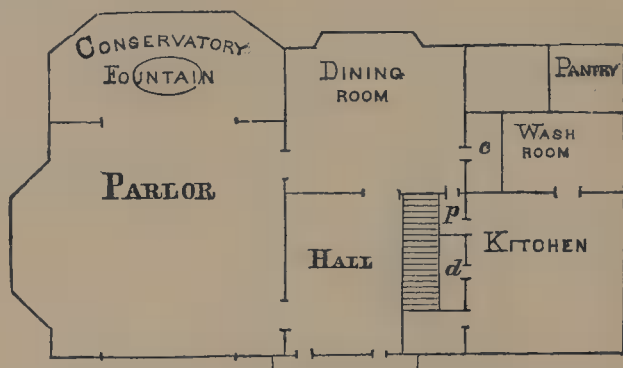 CONSERVATORY
FOUNTAIN
DINING
ROOM
PANTRY
c
WASH
ROOM
PARLOR
p
HALL
d
KITCHEN